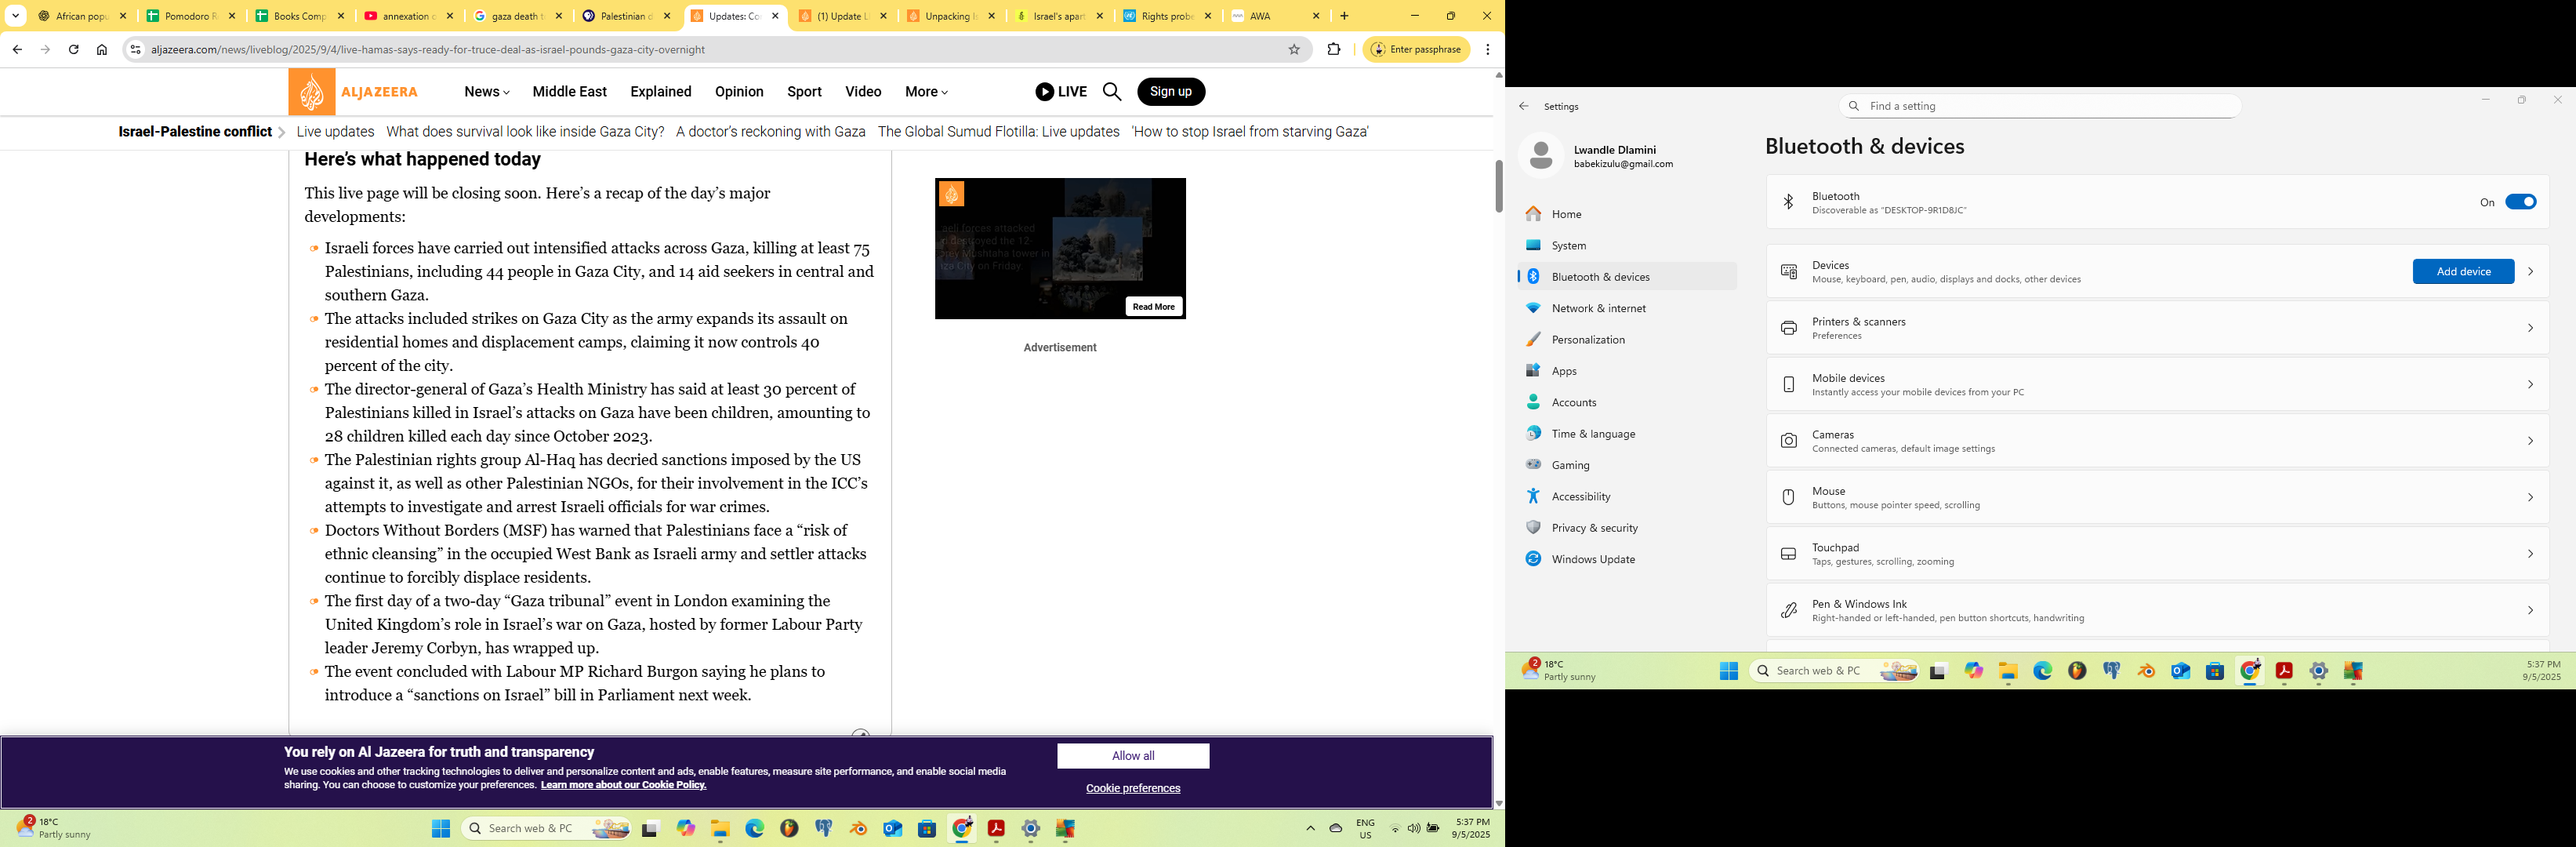 African popu
Pomodoro R
Books Comp
annexation o
gaza death t
Palestinian d
Updates: Co
(1) Update L
Unpacking Is
Israel's apart
Rights probe
AWA
aljazeera.com/news/liveblog/2025/9/4/live-hamas-says-ready-for-truce-deal-as-israel-pounds-gaza-city-overnight
Enter passphrase
ALJAZEERA
News
Middle East
Explained
Opinion
Sport
Video
More
LIVE
Sign up
Israel-Palestine conflict
Live updates
What does survival look like inside Gaza City?
A doctor's reckoning with Gaza
The Global Sumud Flotilla: Live updates
'How to stop Israel from starving Gaza'
Here's what happened today
This live page will be closing soon. Here's a recap of the day's major
developments:
Israeli forces have carried out intensified attacks across Gaza, killing at least 75
Palestinians, including 44 people in Gaza City, and 14 aid seekers in central and
southern Gaza.
The attacks included strikes on Gaza City as the army expands its assault on
residential homes and displacement camps, claiming it now controls 40
percent of the city.
The director-general of Gaza's Health Ministry has said at least 30 percent of
Palestinians killed in Israel's attacks on Gaza have been children, amounting to
28 children killed each day since October 2023.
The Palestinian rights group Al-Haq has decried sanctions imposed by the US
against it, as well as other Palestinian NGOs, for their involvement in the ICC's
attempts to investigate and arrest Israeli officials for war crimes.
Doctors Without Borders (MSF) has warned that Palestinians face a “risk of
ethnic cleansing” in the occupied West Bank as Israeli army and settler attacks
continue to forcibly displace residents.
The first day of a two-day “Gaza tribunal” event in London examining the
United Kingdom's role in Israel's war on Gaza, hosted by former Labour Party
leader Jeremy Corbyn, has wrapped up.
The event concluded with Labour MP Richard Burgon saying he plans to
introduce a “sanctions on Israel” bill in Parliament next week.
aeli forces attacked
d destroyed the 12-
rey Mushtaha tower in
iza City on Friday
Read More
Advertisement
You rely on Al Jazeera for truth and transparency
We use cookies and other tracking technologies to deliver and personalize content and ads, enable features, measure site performance, and enable social media
sharing. You can choose to customize your preferences. Learn more about our Cookie Policy.
Allow all
Cookie preferences
2
18°C
Partly sunny
Search web & PC
ENG
US
5:37 PM
9/5/2025
Settings
Find a setting
Lwandle Dlamini
babekizulu@gmail.com
Home
System
Bluetooth & devices
Network & internet
Personalization
Apps
Accounts
Time & language
Gaming
Accessibility
Privacy & security
Windows Update
Bluetooth & devices
Bluetooth
Discoverable as "DESKTOP-9R1D8JC"
On
Devices
Mouse, keyboard, pen, audio, displays and docks, other devices
Add device
Printers & scanners
Preferences
Mobile devices
Instantly access your mobile devices from your PC
Cameras
Connected cameras, default image settings
Mouse
Buttons, mouse pointer speed, scrolling
Touchpad
Taps, gestures, scrolling, zooming
Pen & Windows Ink
Right-handed or left-handed, pen button shortcuts, handwriting
2
18°C
Partly sunny
Search web & PC
5:37 PM
9/5/2025